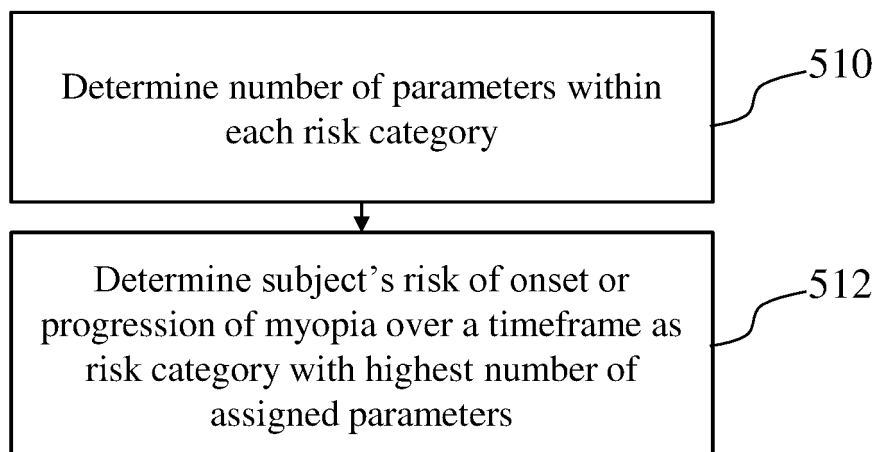 Determine number of parameters within
each risk category
510
Determine subject's risk of onset or
progression of myopia over a timeframe as
risk category with highest number of
assigned parameters
512